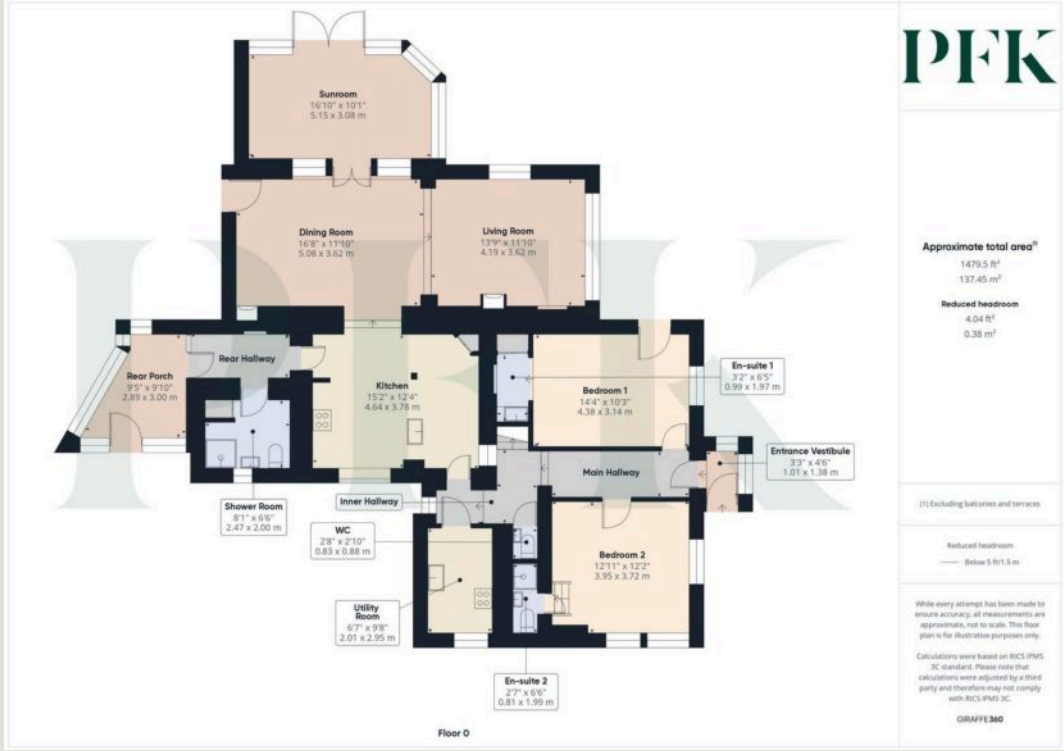 Sunroom
16'10" x 10'1"
5.15 x 3.08 m
Dining Room
16'8" x 11'10"
5.08 x 3.62 m
Living Room
13'9" x 11'10"
4.19 x 3.62 m
Rear Porch
9'5" x 9'10"
2.89 x 3.00 m
Rear Hallway
Kitchen
15'2" x 12'4"
4.64 x 3.78 m
Bedroom 1
14'4" x 10'3"
4.38 x 3.14 m
En-suite 1
3'2" x 6'5"
0.99 x 1.97 m
Main Hallway
Entrance Vestibule
3'3" x 4'6"
1.01 x 1.38 m
Shower Room
8'1" x 6'6"
2.47 x 2.00 m
Inner Hallway
WC
2'8" x 2'10"
0.83 x 0.88 m
Bedroom 2
12'11" x 12'2"
3.95 x 3.72 m
Utility
Room
6'7" x 9'8"
2.01 x 2.95 m
En-suite 2
2'7" x 6'6"
0.81 x 1.99 m
Floor 0
PFK
PFK
Approximate total area(1)
1479.5 ft²
137.45 m²
Reduced headroom
4.04 ft²
0.38 m²
(1) Excluding balconies and terraces
Reduced headroom
Below 5 ft/1.5 m
While every attempt has been made to
ensure accuracy, all measurements are
approximate, not to scale. This floor
plan is for illustrative purposes only.
Calculations were based on RICS IPMS
3C standard. Please note that
calculations were adjusted by a third
party and therefore may not comply
with RICS IPMS 3C.
GIRAFFE360